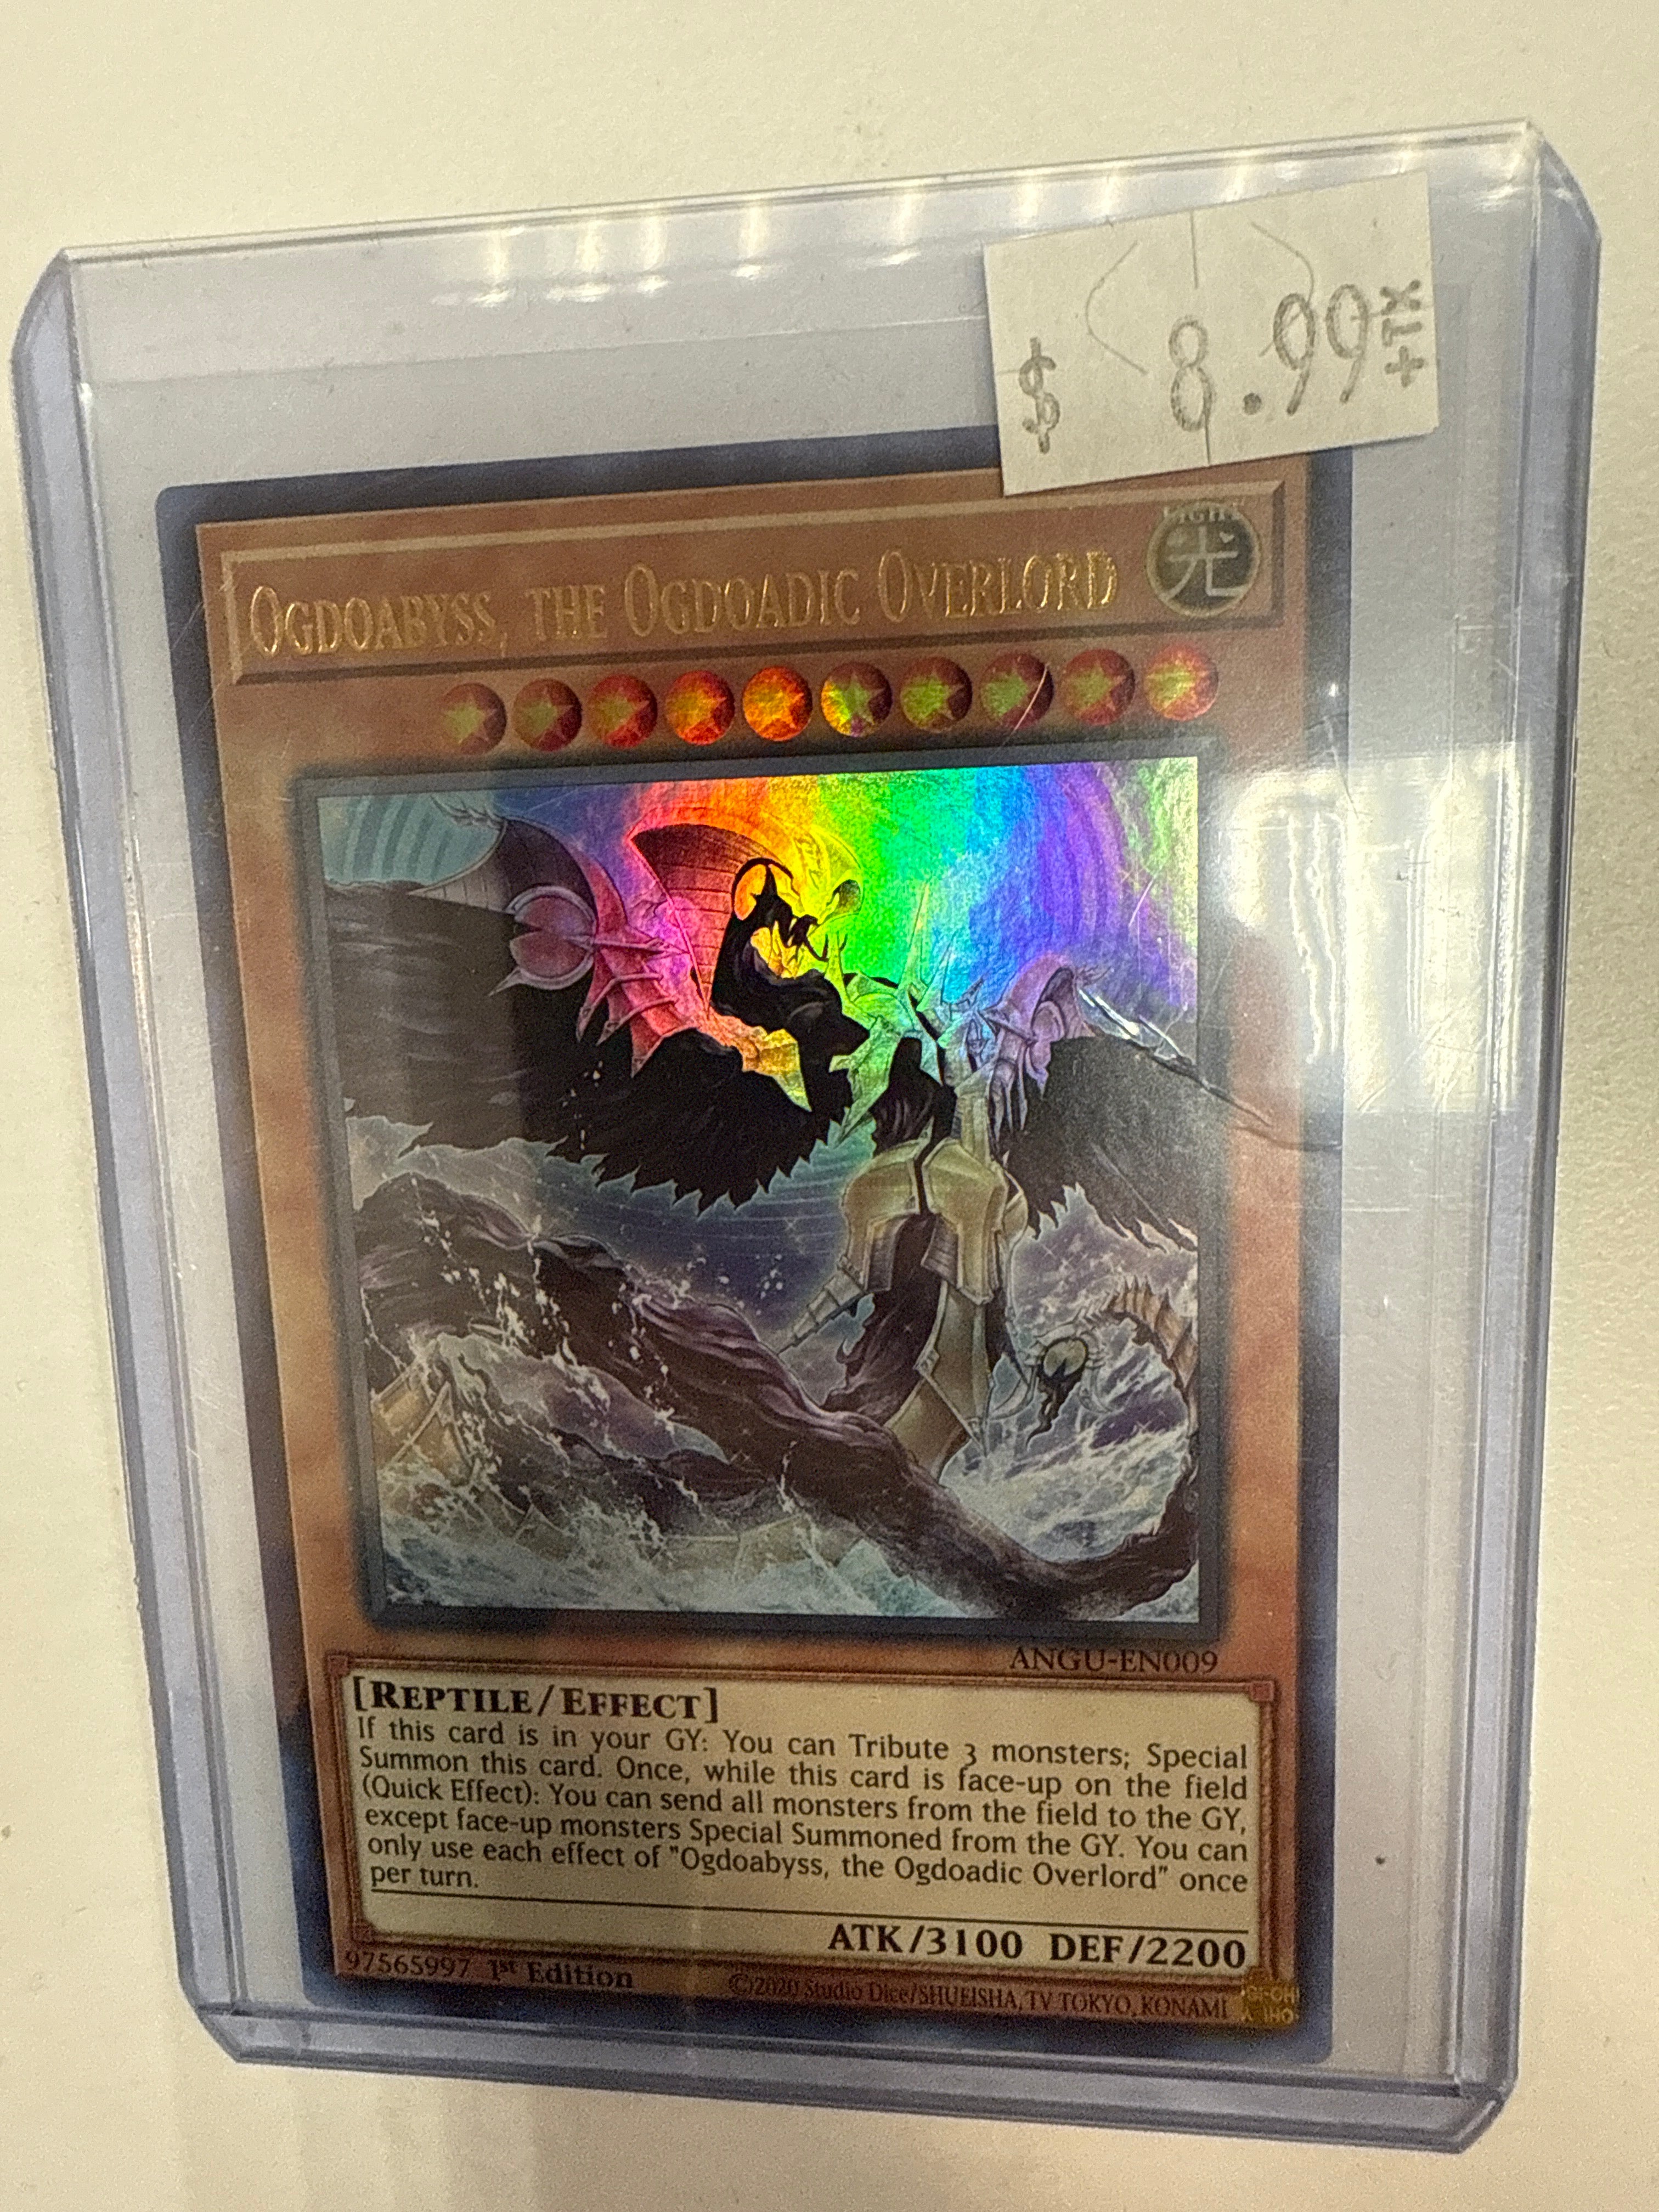 $ 8.99 +TX
OGDOABYSS, THE OGDOADIC OVERLORD
LIGHT
光
ANGU-EN009
[REPTILE/EFFECT]
If this card is in your GY: You can Tribute 3 monsters; Special
Summon this card. Once, while this card is face-up on the field
(Quick Effect): You can send all monsters from the field to the GY,
except face-up monsters Special Summoned from the GY. You can
only use each effect of "Ogdoabyss, the Ogdoadic Overlord" once
per turn.
ATK/3100 DEF/2200
97565997 1st Edition ©2020 Studio Dice/SHUEISHA, TV TOKYO, KONAMI